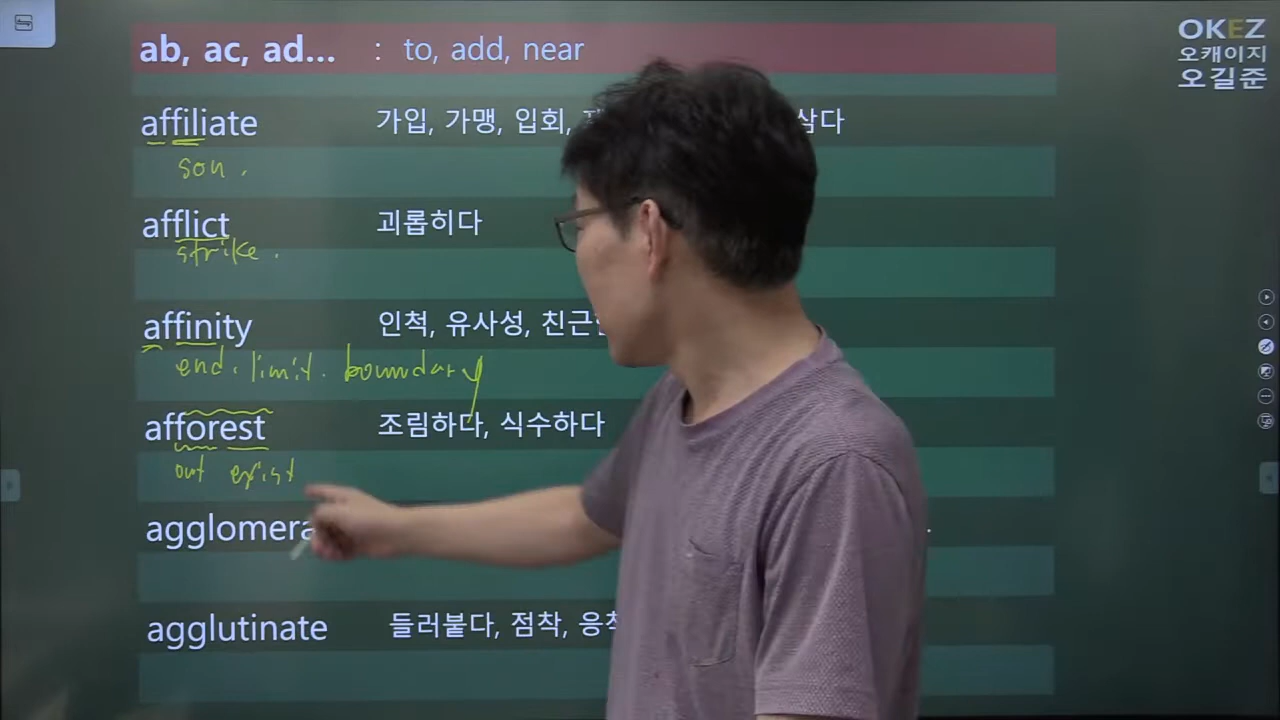 OKEZ
오캐이지
오길준
ab, ac, ad... : to, add, near
affiliate 가입, 가맹, 입회, 삼다
son.
afflict 괴롭히다
strike.
affinity 인척, 유사성, 친근
end. limit. boundary
afforest 조림하다, 식수하다
out exist
agglomera
agglutinate 들러붙다, 점착,